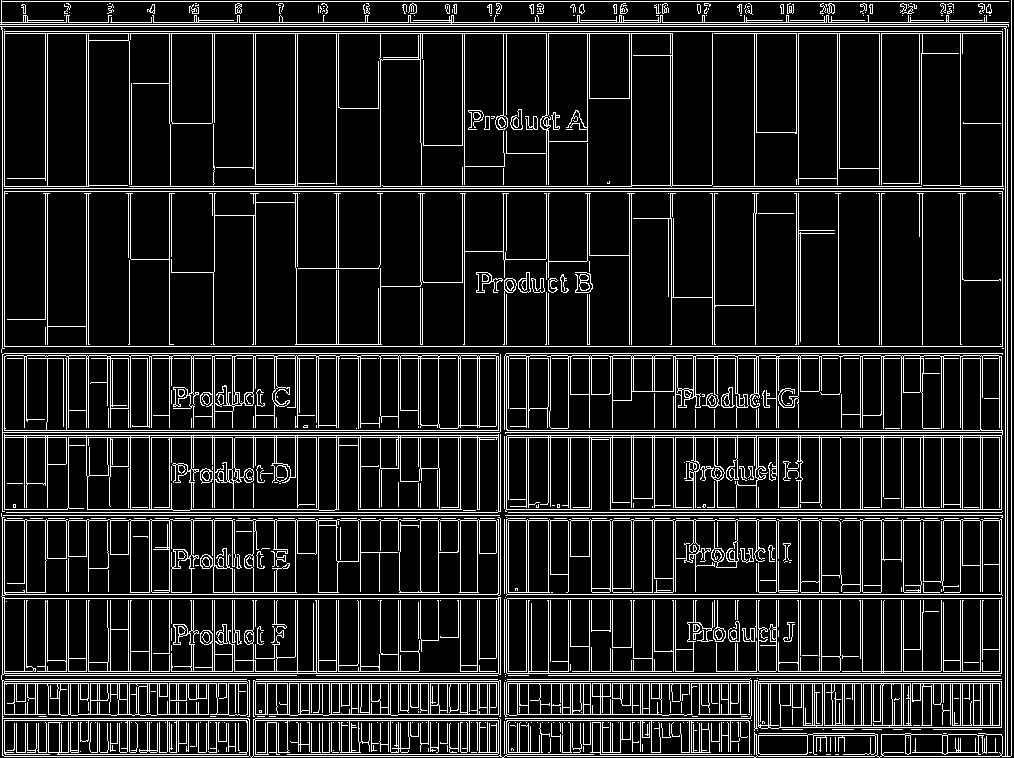 1 2 3 4 5 6 7 8 9 10 11 12 13 14 15 16 17 18 19 20 21 22 23 24
Product A
Product B
Product C
Product G
Product D
Product H
Product E
Product I
Product F
Product J